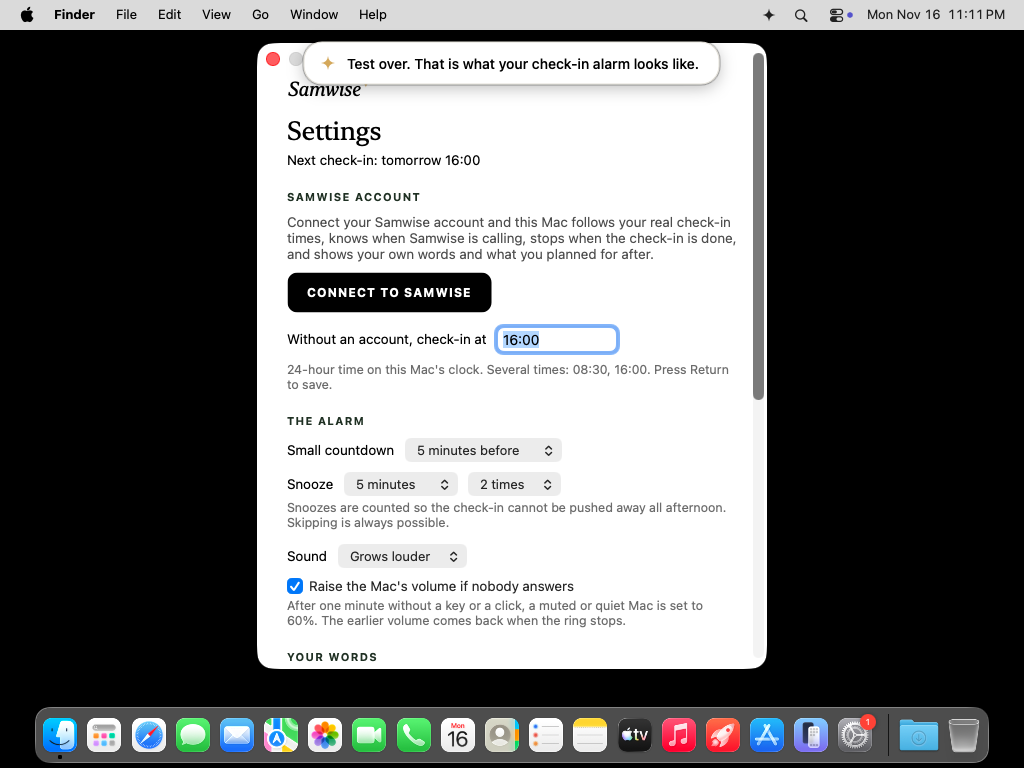 Finder File Edit View Go Window Help Mon Nov 16 11:11 PM
Test over. That is what your check-in alarm looks like.
Samwise
Settings
Next check-in: tomorrow 16:00
SAMWISE ACCOUNT
Connect your Samwise account and this Mac follows your real check-in
times, knows when Samwise is calling, stops when the check-in is done,
and shows your own words and what you planned for after.
CONNECT TO SAMWISE
Without an account, check-in at 16:00
24-hour time on this Mac's clock. Several times: 08:30, 16:00. Press Return
to save.
THE ALARM
Small countdown 5 minutes before
Snooze 5 minutes 2 times
Snoozes are counted so the check-in cannot be pushed away all afternoon.
Skipping is always possible.
Sound Grows louder
Raise the Mac's volume if nobody answers
After one minute without a key or a click, a muted or quiet Mac is set to
60%. The earlier volume comes back when the ring stops.
YOUR WORDS
Mon
16
tv
1